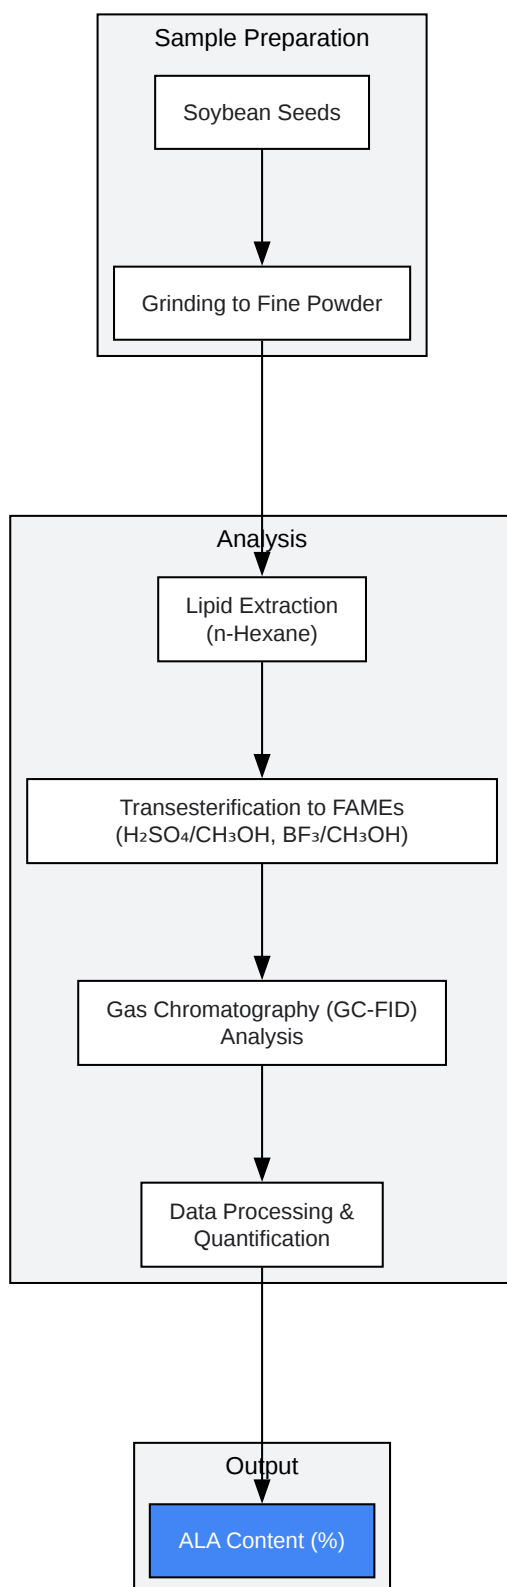 Sample Preparation
Soybean Seeds
Grinding to Fine Powder
Analysis
Lipid Extraction
(n-Hexane)
Transesterification to FAMEs
(H₂SO₄/CH₃OH, BF₃/CH₃OH)
Gas Chromatography (GC-FID)
Analysis
Data Processing &
Quantification
Output
ALA Content (%)